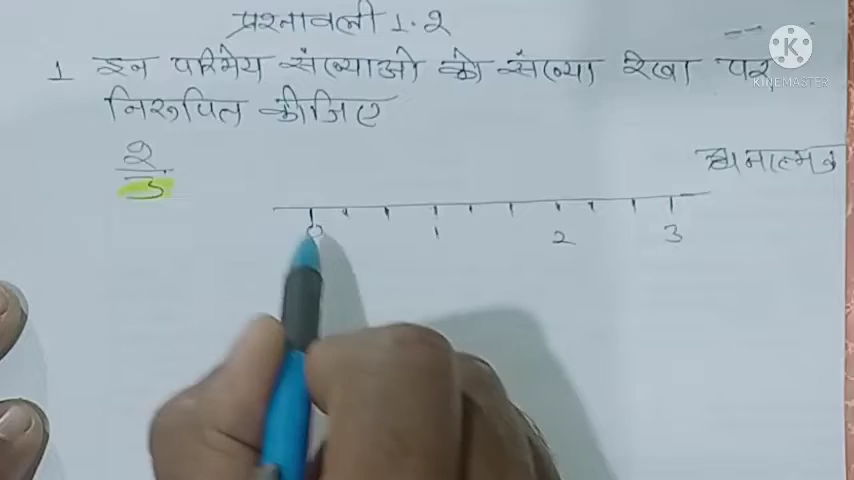 प्रश्नावली 1.2
K
KINEMASTER
1 इन परिमेय संख्याओ को संख्या रेखा पर
निरूपित कीजिए
2
3
धनात्मक
0 1 2 3